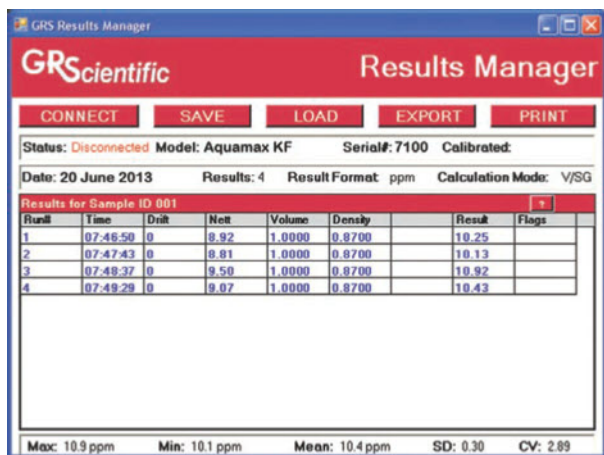 GRS Results Manager
GRScientific Results Manager
CONNECT SAVE LOAD EXPORT PRINT
Status: Disconnected Model: Aquamax KF Serial#: 7100 Calibrated:
Date: 20 June 2013 Results: 4 Result Format: ppm Calculation Mode: V/SG
Results for Sample ID 001 ?
Run# Time Drift Nett Volume Density Result Flags
1 07:46:50 0 8.92 1.0000 0.8700 10.25
2 07:47:43 0 8.81 1.0000 0.8700 10.13
3 07:48:37 0 9.50 1.0000 0.8700 10.92
4 07:49:29 0 9.07 1.0000 0.8700 10.43
Max: 10.9 ppm Min: 10.1 ppm Mean: 10.4 ppm SD: 0.30 CV: 2.89